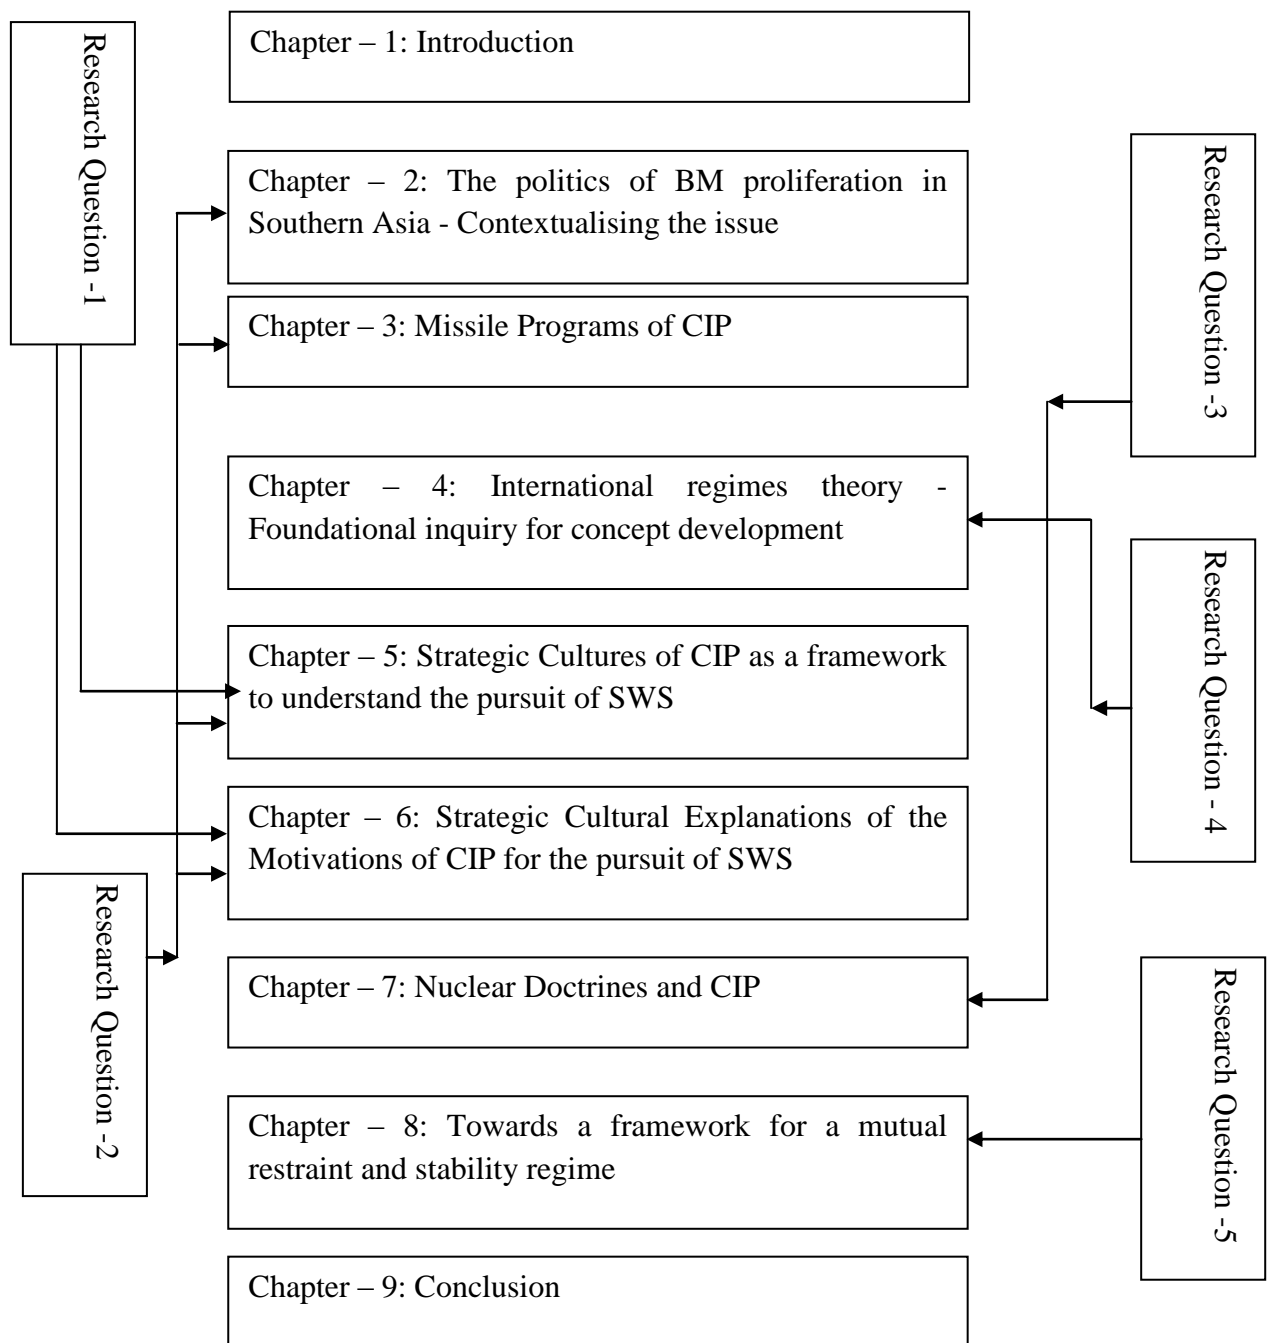 Research Question -1
Chapter – 1: Introduction
Chapter – 2: The politics of BM proliferation in
Southern Asia - Contextualising the issue
Chapter – 3: Missile Programs of CIP
Research Question -3
Chapter – 4: International regimes theory -
Foundational inquiry for concept development
Research Question - 4
Chapter – 5: Strategic Cultures of CIP as a framework
to understand the pursuit of SWS
Chapter – 6: Strategic Cultural Explanations of the
Motivations of CIP for the pursuit of SWS
Research Question -2
Chapter – 7: Nuclear Doctrines and CIP
Research Question -5
Chapter – 8: Towards a framework for a mutual
restraint and stability regime
Chapter – 9: Conclusion